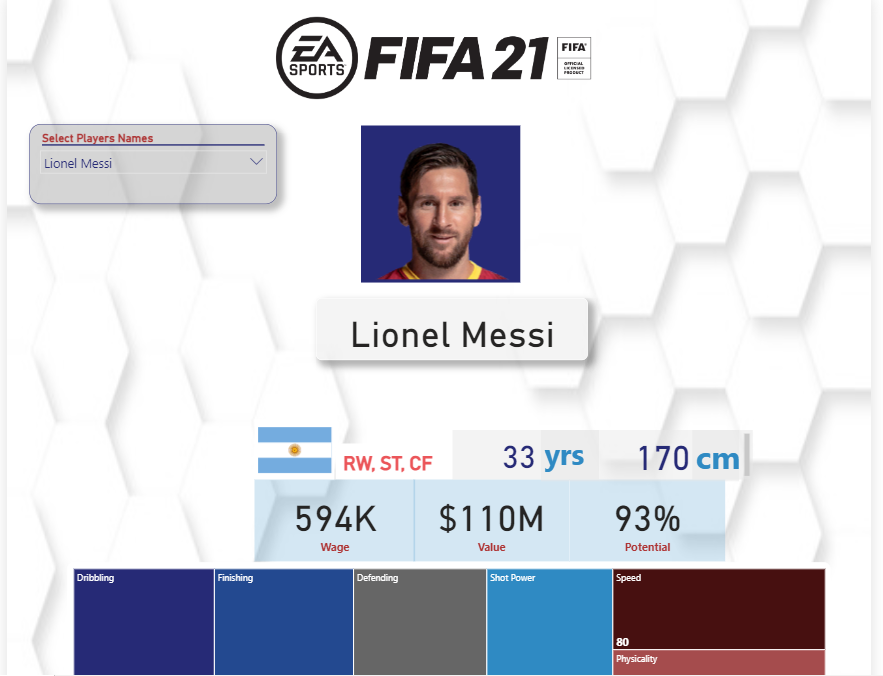 EA
SPORTS
FIFA 21
FIFA
OFFICIAL
LICENSED
PRODUCT
Select Players Names
Lionel Messi
Lionel Messi
RW, ST, CF
33 yrs
170 cm
594K
Wage
$110M
Value
93%
Potential
Dribbling
Finishing
Defending
Shot Power
Speed
80
Physicality